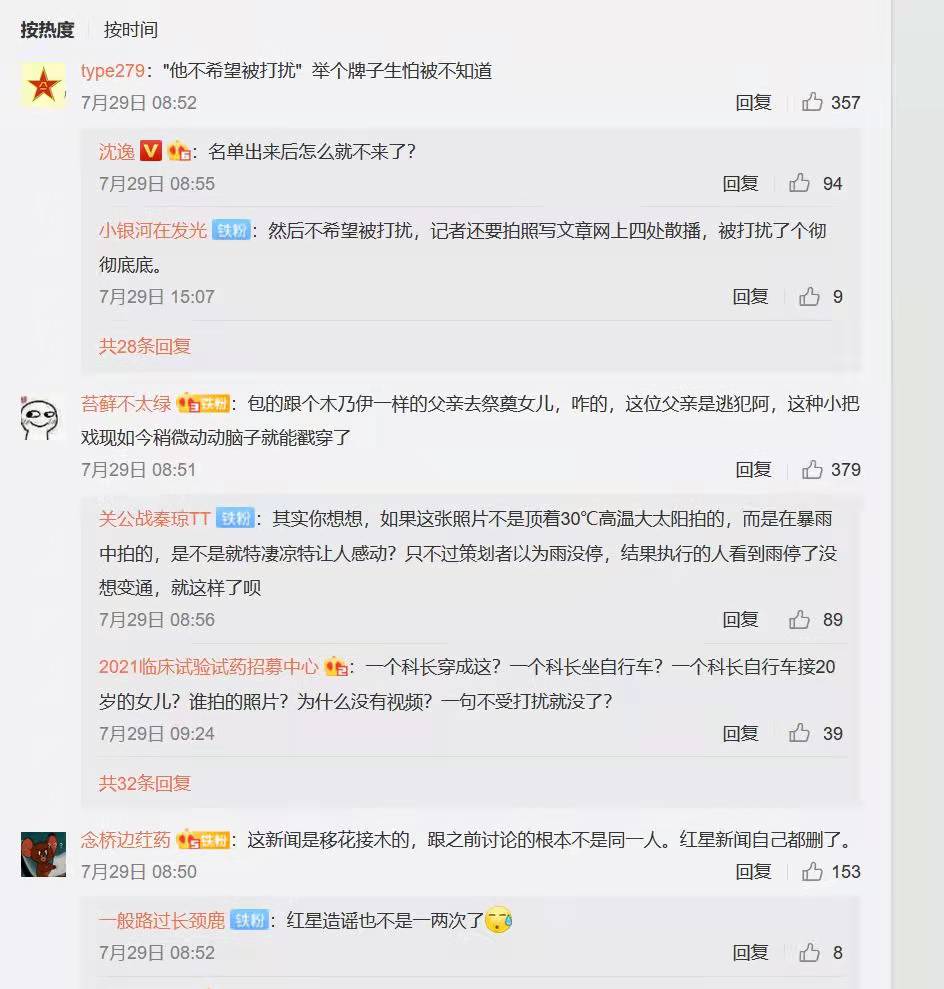 按热度 按时间
type279："他不希望被打扰" 举个牌子生怕被不知道
7月29日 08:52 回复 357
沈逸 V：名单出来后怎么就不来了？
7月29日 08:55 回复 94
小银河在发光 铁粉：然后不希望被打扰，记者还要拍照写文章网上四处散播，被打扰了个彻
彻底底。
7月29日 15:07 回复 9
共28条回复
苔藓不太绿 3铁粉：包的跟个木乃伊一样的父亲去祭奠女儿，咋的，这位父亲是逃犯阿，这种小把
戏现如今稍微动动脑子就能戳穿了
7月29日 08:51 回复 379
关公战秦琼TT 铁粉：其实你想想，如果这张照片不是顶着30℃高温大太阳拍的，而是在暴雨
中拍的，是不是就特凄凉特让人感动？只不过策划者以为雨没停，结果执行的人看到雨停了没
想变通，就这样了呗
7月29日 08:56 回复 89
2021临床试验试药招募中心：一个科长穿成这？一个科长坐自行车？一个科长自行车接20
岁的女儿？谁拍的照片？为什么没有视频？一句不受打扰就没了？
7月29日 09:24 回复 39
共32条回复
念桥边荭药 5铁粉：这新闻是移花接木的，跟之前讨论的根本不是同一人。红星新闻自己都删了。
7月29日 08:50 回复 153
一般路过长颈鹿 铁粉：红星造谣也不是一两次了
7月29日 08:52 回复 8